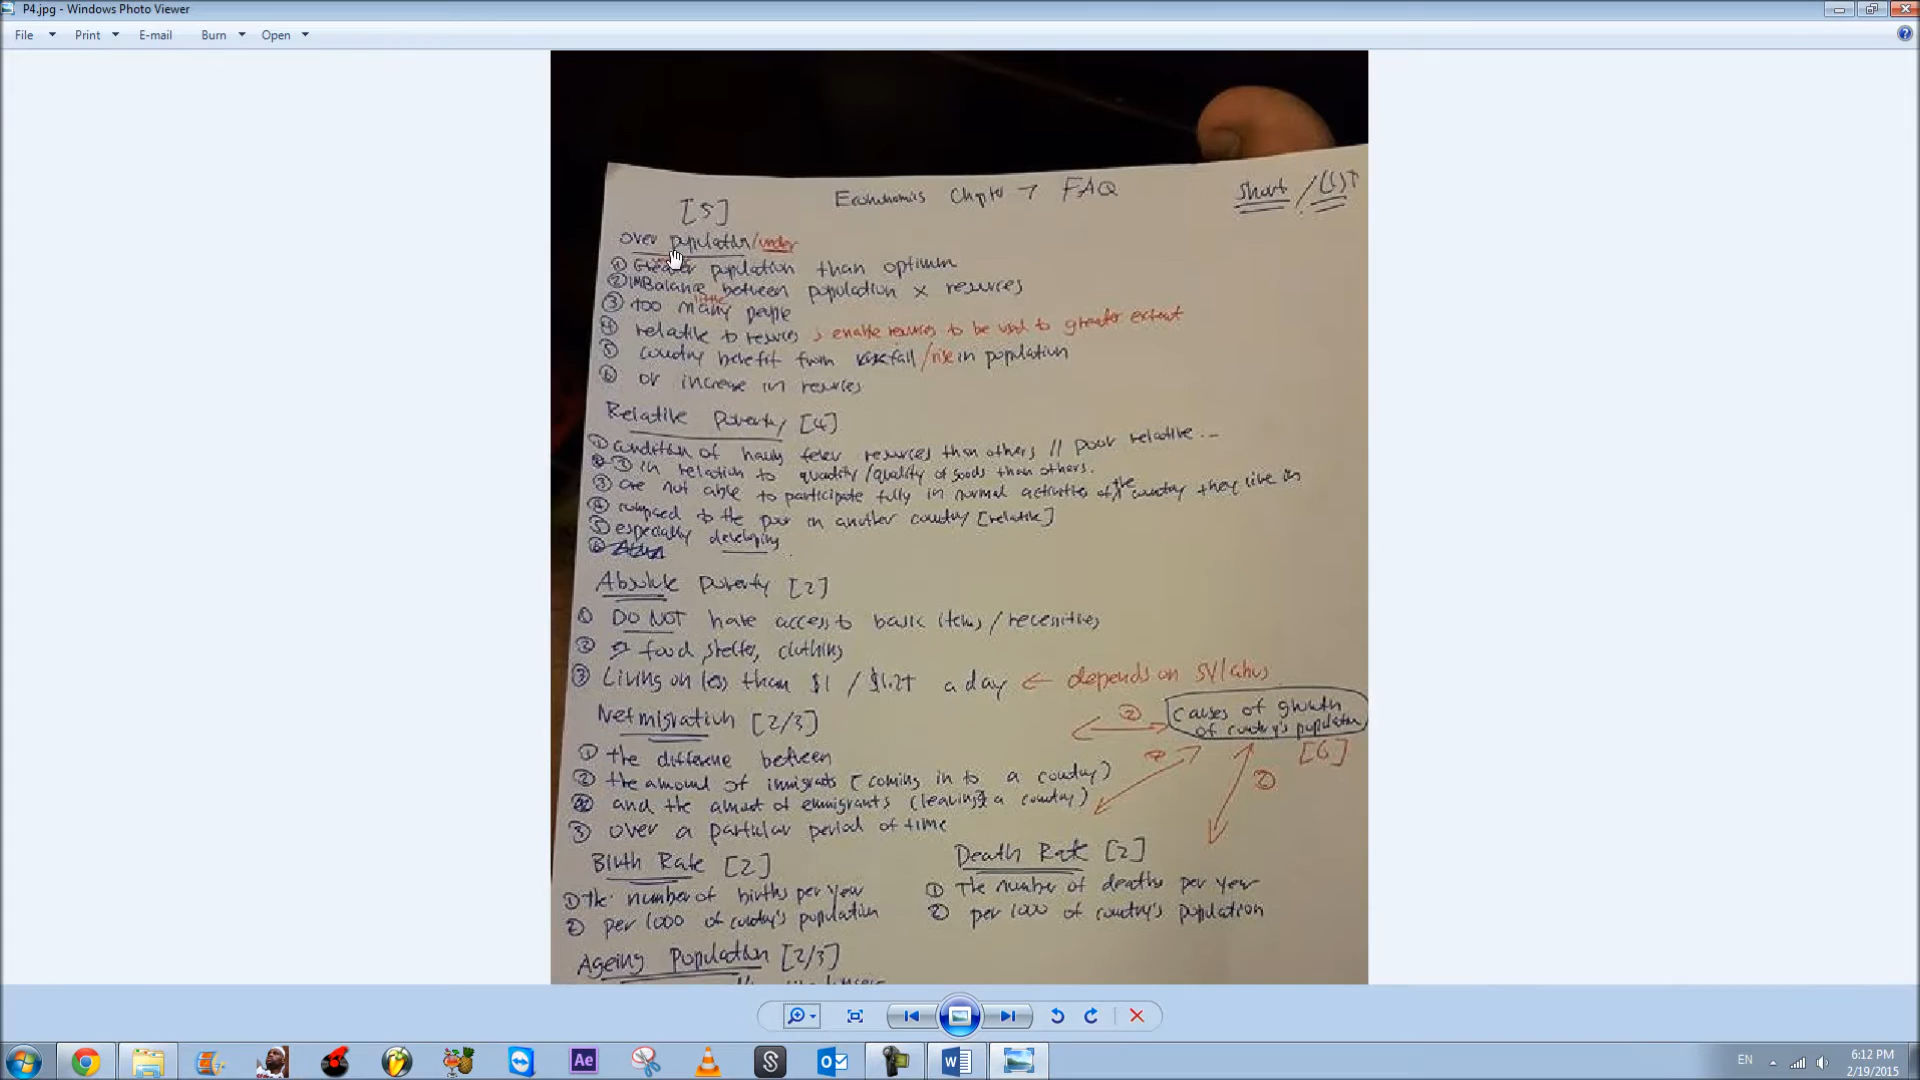 P4.jpg - Windows Photo Viewer
File Print E-mail Burn Open
Econonomics Chpter 7 FAQ
Short / (S)↑
[5]
Over population/under
① Greater population than optimum
② IMBalance between population x resources
③ too many little people
④ relative to resources, enable resources to be used to greater extent
⑤ country benefit from fall/rise in population
⑥ or increase in resources
Relative Poverty [4]
① condition of having fewer resources than others // poor relative...
② in relation to quantity/quality of goods than others.
③ are not able to participate fully in normal activities of the country they live in
④ compared to the poor in another country [relative]
⑤ especially developing
⑥
Absolute poverty [2]
① DO NOT have access to basic items/necessities
② food, shelter, clothing
③ Living on less than $1 / $1.25 a day ← depends on syllabus
Net migration [2/3]
② causes of growth
of country's population
[6]
②
②
① the difference between
② the amount of immigrants (coming in to a country)
and the amount of emmigrants (leaving a country)
③ over a particular period of time
Birth Rate [2]
① The number of births per year
② per 1000 of country's population
Death Rate [2]
① The number of deaths per year
② per 1000 of country's population
Ageing Population [2/3]
Ae
S
W
EN
6:12 PM
2/19/2015